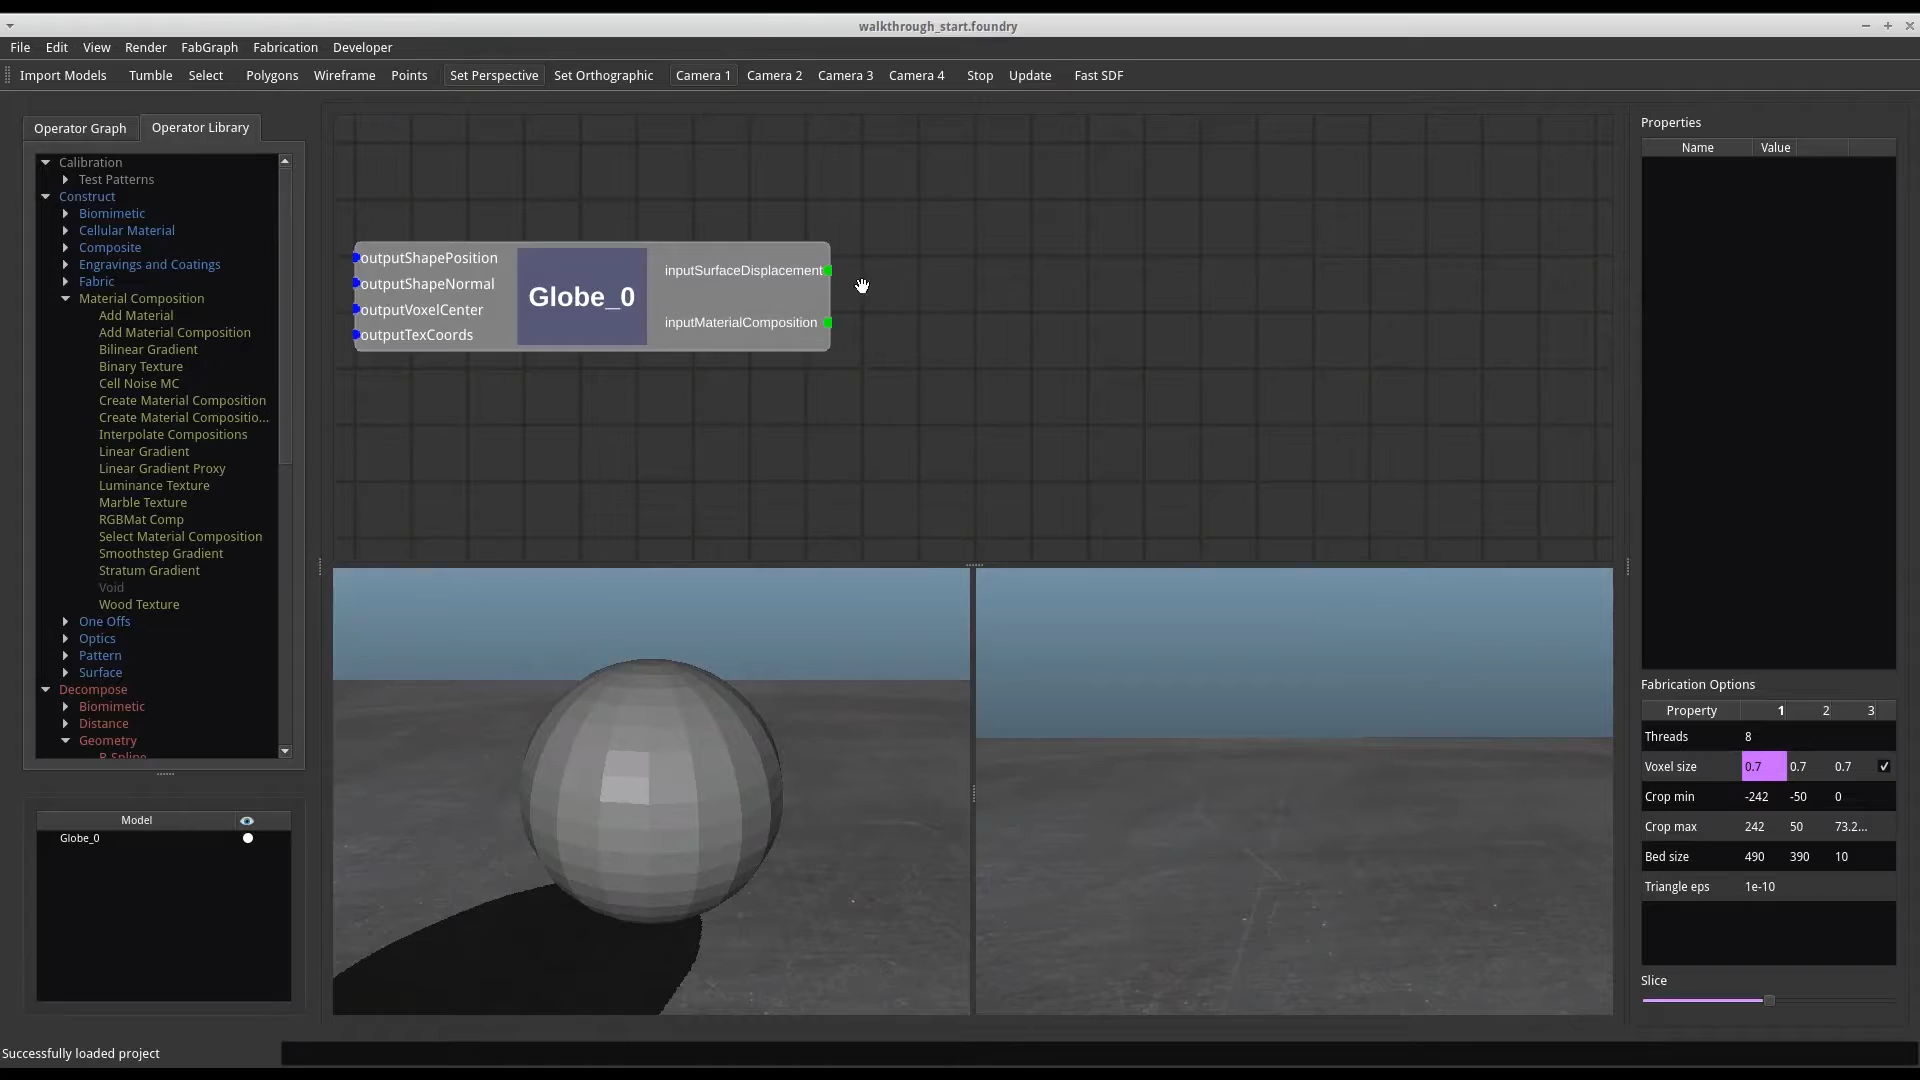 walkthrough_start.foundry
File Edit View Render FabGraph Fabrication Developer
Import Models Tumble Select Polygons Wireframe Points Set Perspective Set Orthographic Camera 1 Camera 2 Camera 3 Camera 4 Stop Update Fast SDF
Operator Graph Operator Library
Calibration
Test Patterns
Construct
Biomimetic
Cellular Material
Composite
Engravings and Coatings
Fabric
Material Composition
Add Material
Add Material Composition
Bilinear Gradient
Binary Texture
Cell Noise MC
Create Material Composition
Create Material Compositio...
Interpolate Compositions
Linear Gradient
Linear Gradient Proxy
Luminance Texture
Marble Texture
RGBMat Comp
Select Material Composition
Smoothstep Gradient
Stratum Gradient
Void
Wood Texture
One Offs
Optics
Pattern
Surface
Decompose
Biomimetic
Distance
Geometry
B Spline
Model
Globe_0
outputShapePosition
outputShapeNormal
outputVoxelCenter
outputTexCoords
Globe_0
inputSurfaceDisplacement
inputMaterialComposition
Properties
Name Value
Fabrication Options
Property 1 2 3
Threads 8
Voxel size 0.7 0.7 0.7
Crop min -242 -50 0
Crop max 242 50 73.2...
Bed size 490 390 10
Triangle eps 1e-10
Slice
Successfully loaded project